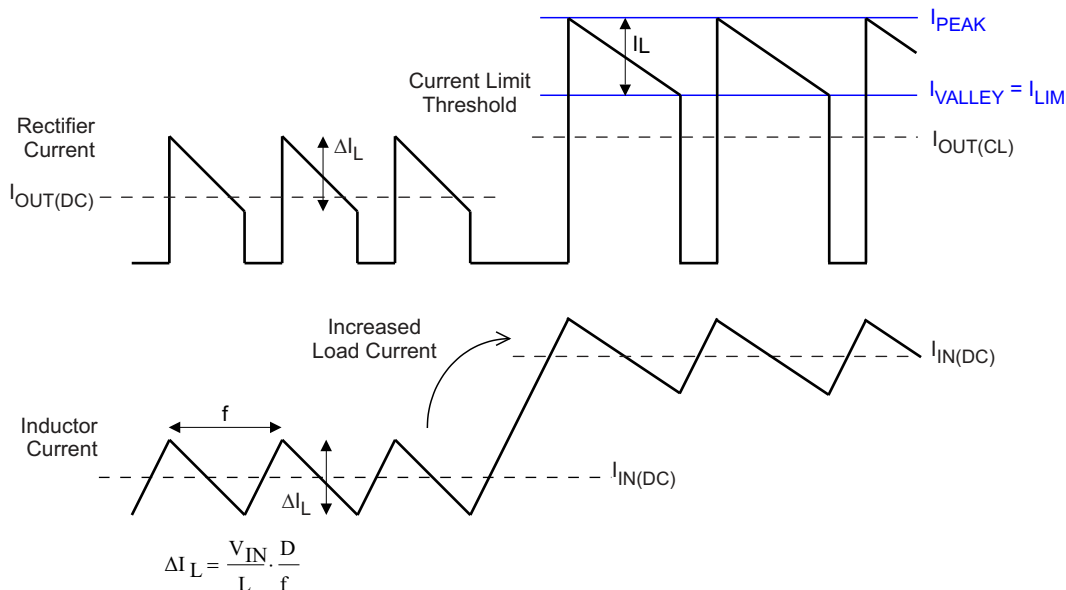 I_PEAK
I_L
Current Limit
Threshold
I_VALLEY = I_LIM
Rectifier
Current
ΔI_L
I_OUT(CL)
I_OUT(DC)
Increased
Load Current
I_IN(DC)
f
Inductor
Current
I_IN(DC)
ΔI_L
ΔI_L = V_IN/L · D/f